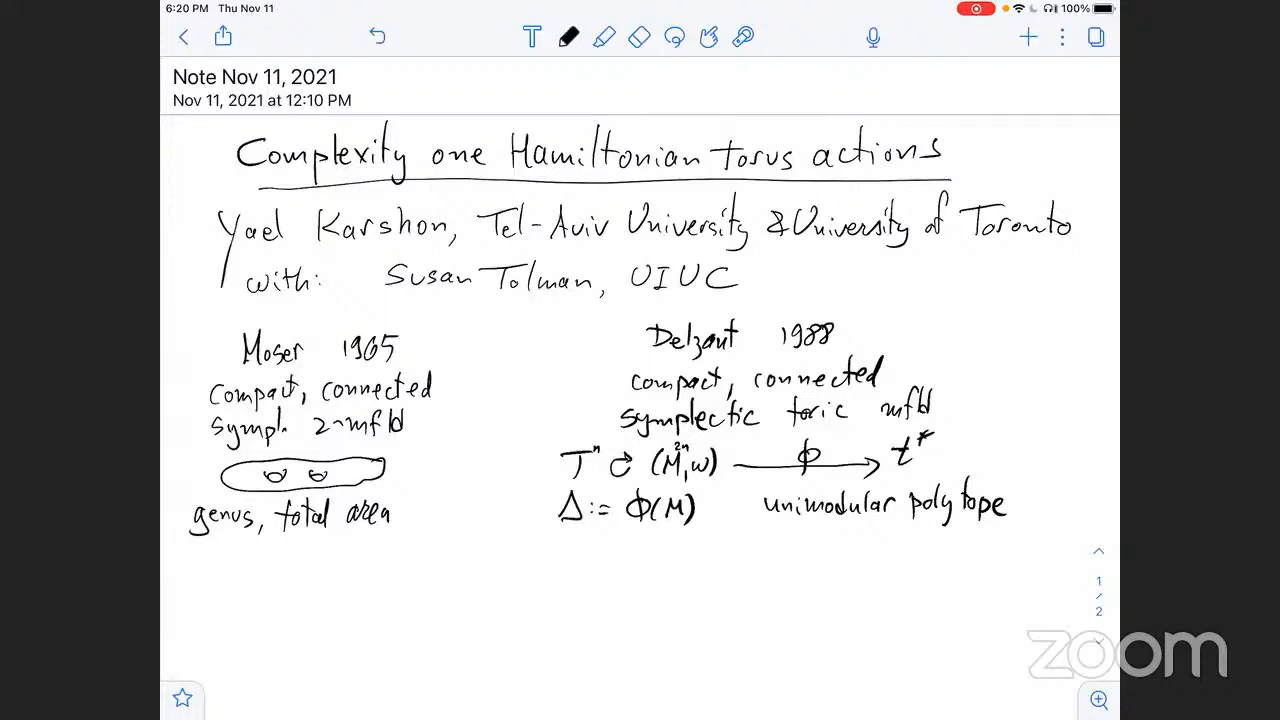 6:20 PM Thu Nov 11
100%
Note Nov 11, 2021
Nov 11, 2021 at 12:10 PM
Complexity one Hamiltonian torus actions
Yael Karshon, Tel-Aviv University & University of Toronto
with: Susan Tolman, UIUC
Moser 1965
compact, connected
sympl. 2-mfld
genus, total area
Delzant 1988
compact, connected
symplectic toric mfld
Tⁿ ↻ (M²ⁿ, ω) ⟶ϕ t*
Δ := ϕ(M) unimodular polytope
1
/
2
zoom